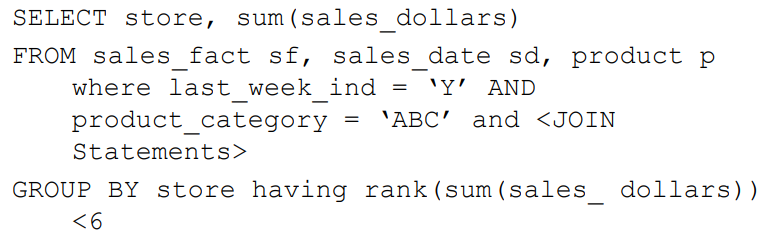 SELECT store, sum(sales_dollars)
FROM sales_fact sf, sales_date sd, product p
where last_week_ind = ‘Y’ AND
product_category = ‘ABC’ and <JOIN
Statements>
GROUP BY store having rank(sum(sales_ dollars))
<6